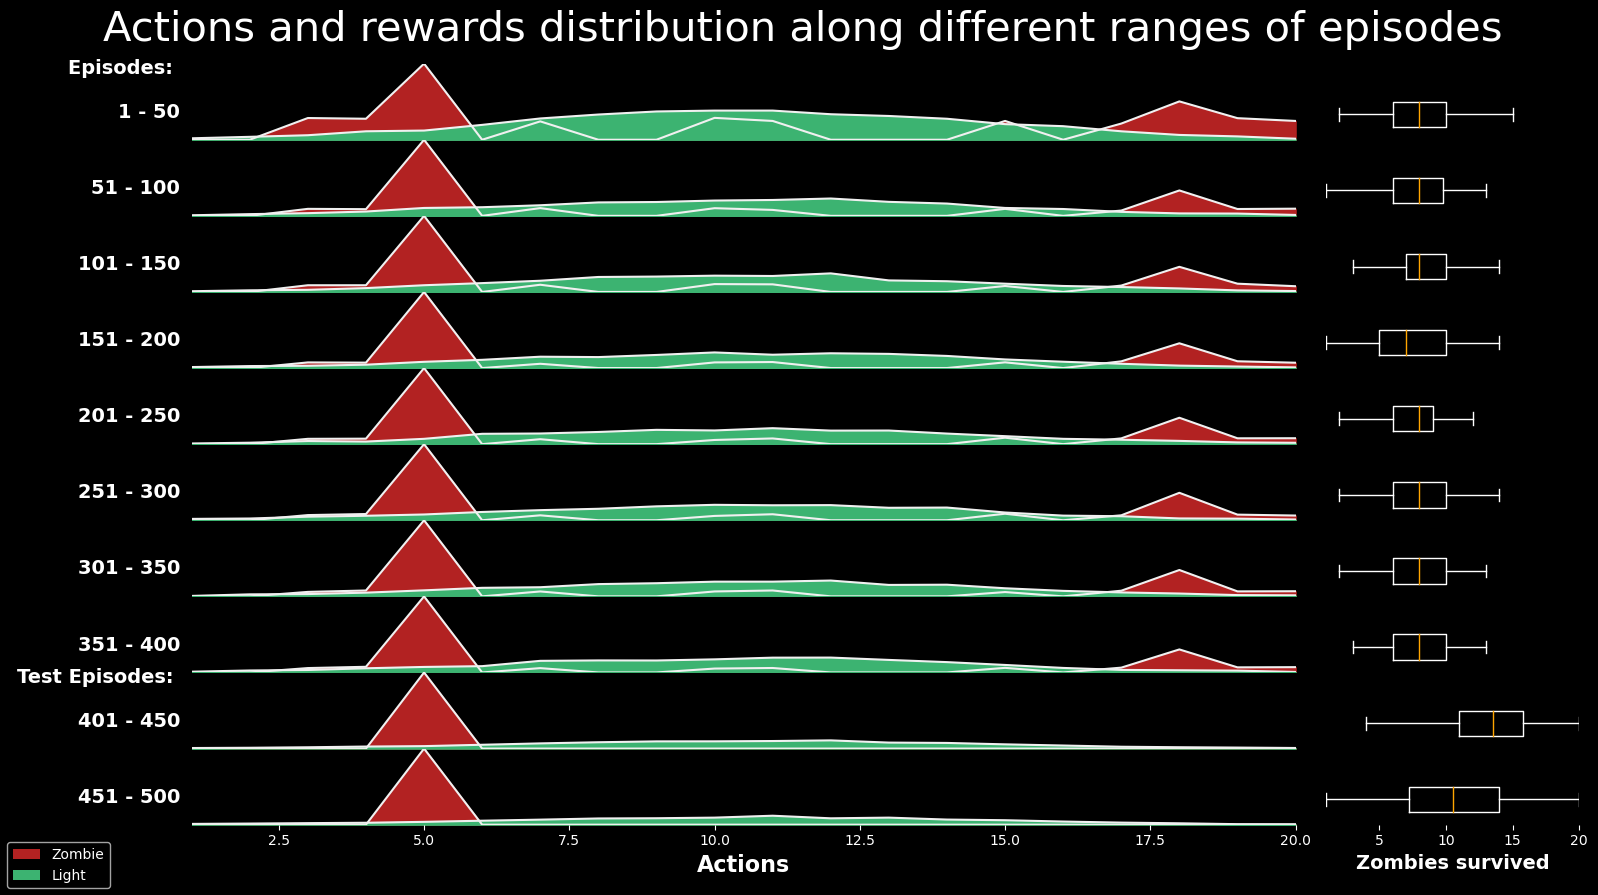 Actions and rewards distribution along different ranges of episodes
Episodes:
1 - 50
51 - 100
101 - 150
151 - 200
201 - 250
251 - 300
301 - 350
351 - 400
Test Episodes:
401 - 450
451 - 500
2.5 5.0 7.5 10.0 12.5 15.0 17.5 20.0
5 10 15 20
Actions
Zombies survived
Zombie
Light